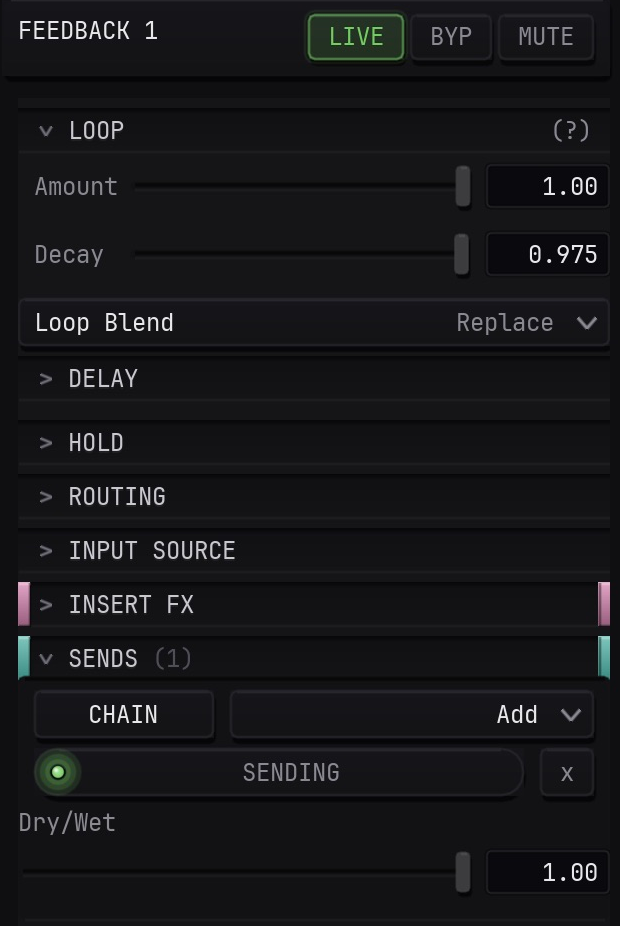 FEEDBACK 1 LIVE BYP MUTE
LOOP (?)
Amount 1.00
Decay 0.975
Loop Blend Replace
> DELAY
> HOLD
> ROUTING
> INPUT SOURCE
> INSERT FX
SENDS (1)
CHAIN Add
SENDING x
Dry/Wet
1.00